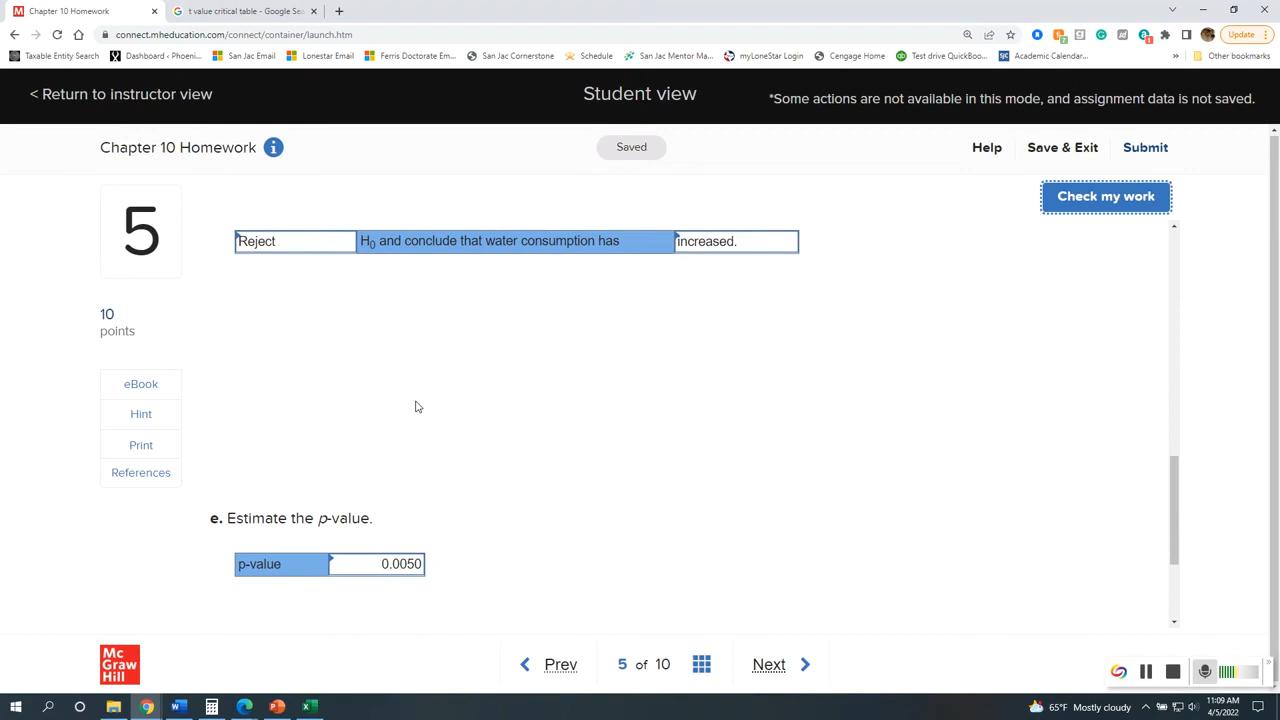 Chapter 10 Homework
t value critical table - Google Sea
connect.mheducation.com/connect/container/launch.htm
Update
Taxable Entity Search
Dashboard ‹ Phoeni...
San Jac Email
Lonestar Email
Ferris Doctorate Em...
San Jac Cornerstone
Schedule
San Jac Mentor Ma...
myLoneStar Login
Cengage Home
Test drive QuickBoo...
Academic Calendar...
»
Other bookmarks
< Return to instructor view
Student view
*Some actions are not available in this mode, and assignment data is not saved.
Chapter 10 Homework
Saved
Help
Save & Exit
Submit
Check my work
5
Reject
H0 and conclude that water consumption has
increased.
10
points
eBook
Hint
Print
References
e. Estimate the p-value.
p-value
0.0050
Mc
Graw
Hill
Prev
5 of 10
Next
65°F Mostly cloudy
11:09 AM
4/5/2022